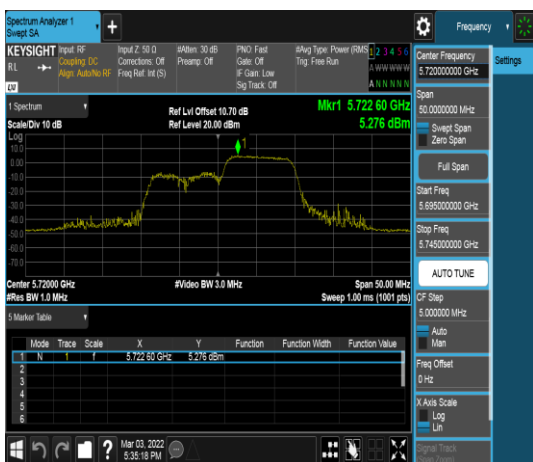 Spectrum Analyzer 1
Swept SA
+
Frequency
KEYSIGHT
RL
LXI
Input: RF
Coupling: DC
Align: Auto/No RF
Input Z: 50 Ω
Corrections: Off
Freq Ref: Int (S)
#Atten: 30 dB
Preamp: Off
PNO: Fast
Gate: Off
IF Gain: Low
Sig Track: Off
#Avg Type: Power (RMS
Trig: Free Run
1 2 3 4 5 6
A W W W W W
A N N N N N
Center Frequency
5.720000000 GHz
Settings
Span
50.0000000 MHz
Swept Span
Zero Span
Full Span
Start Freq
5.695000000 GHz
Stop Freq
5.745000000 GHz
AUTO TUNE
CF Step
5.000000 MHz
Auto
Man
Freq Offset
0 Hz
X Axis Scale
Log
Lin
Signal Track
1 Spectrum
Scale/Div 10 dB
Log
Ref Lvl Offset 10.70 dB
Ref Level 20.00 dBm
Mkr1 5.722 60 GHz
5.276 dBm
1
10.0
0.00
-10.0
-20.0
-30.0
-40.0
-50.0
-60.0
-70.0
Center 5.72000 GHz
#Res BW 1.0 MHz
#Video BW 3.0 MHz
Span 50.00 MHz
Sweep 1.00 ms (1001 pts)
5 Marker Table
Mode Trace Scale X Y Function Function Width Function Value
1 N 1 f 5.722 60 GHz 5.276 dBm
2
3
4
5
6
?
Mar 03, 2022
5:35:18 PM